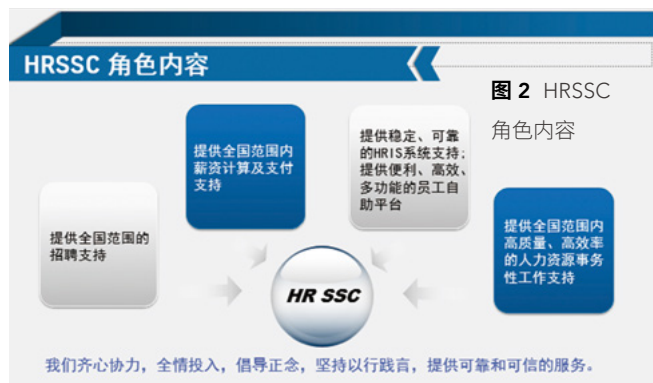 HRSSC 角色内容
图 2 HRSSC
角色内容
提供全国范围的
招聘支持
提供全国范围内
薪资计算及支付
支持
提供稳定、可靠
的HRIS系统支持;
提供便利、高效、
多功能的员工自
助平台
提供全国范围内
高质量、高效率
的人力资源事务
性工作支持
HR SSC
我们齐心协力，全情投入，倡导正念，坚持以行践言，提供可靠和可信的服务。